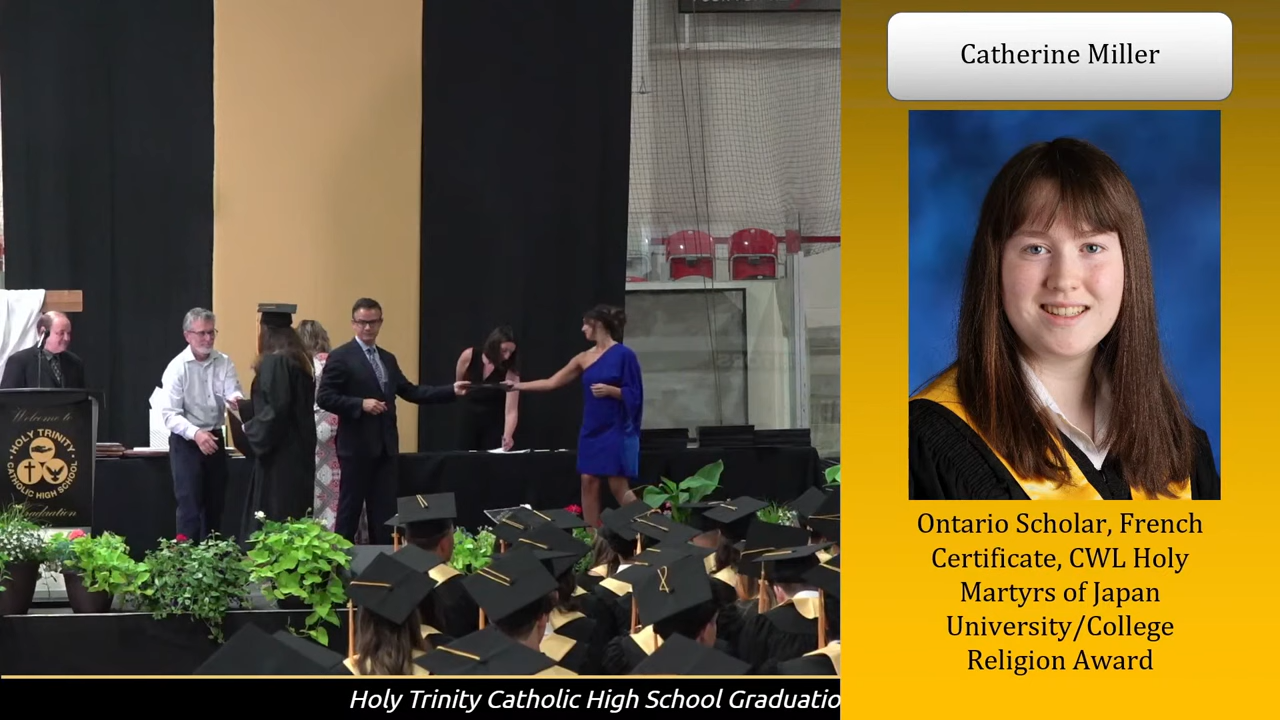 Catherine Miller
Ontario Scholar, French
Certificate, CWL Holy
Martyrs of Japan
University/College
Religion Award
Welcome to
HOLY TRINITY
CATHOLIC HIGH SCHOOL
Graduation
Holy Trinity Catholic High School Graduatio